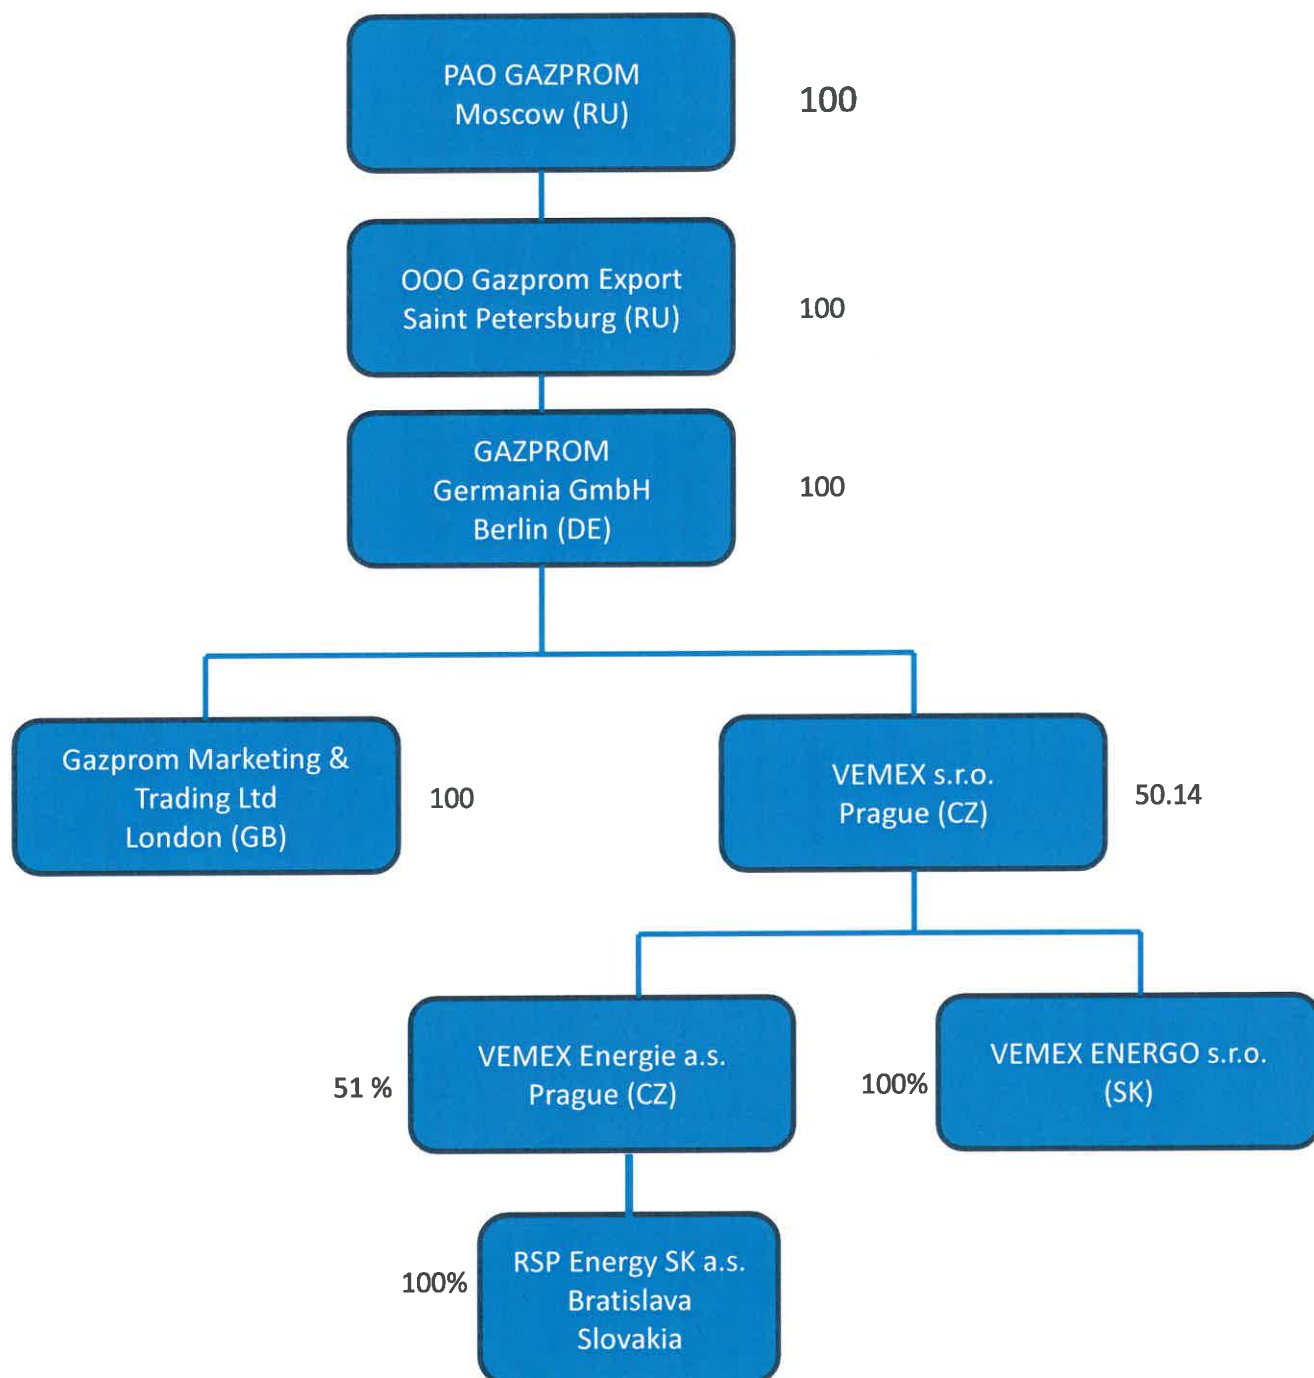 PAO GAZPROM
Moscow (RU)
100
OOO Gazprom Export
Saint Petersburg (RU)
100
GAZPROM
Germania GmbH
Berlin (DE)
100
Gazprom Marketing &
Trading Ltd
London (GB)
100
VEMEX s.r.o.
Prague (CZ)
50.14
51 %
VEMEX Energie a.s.
Prague (CZ)
100%
VEMEX ENERGO s.r.o.
(SK)
100%
RSP Energy SK a.s.
Bratislava
Slovakia